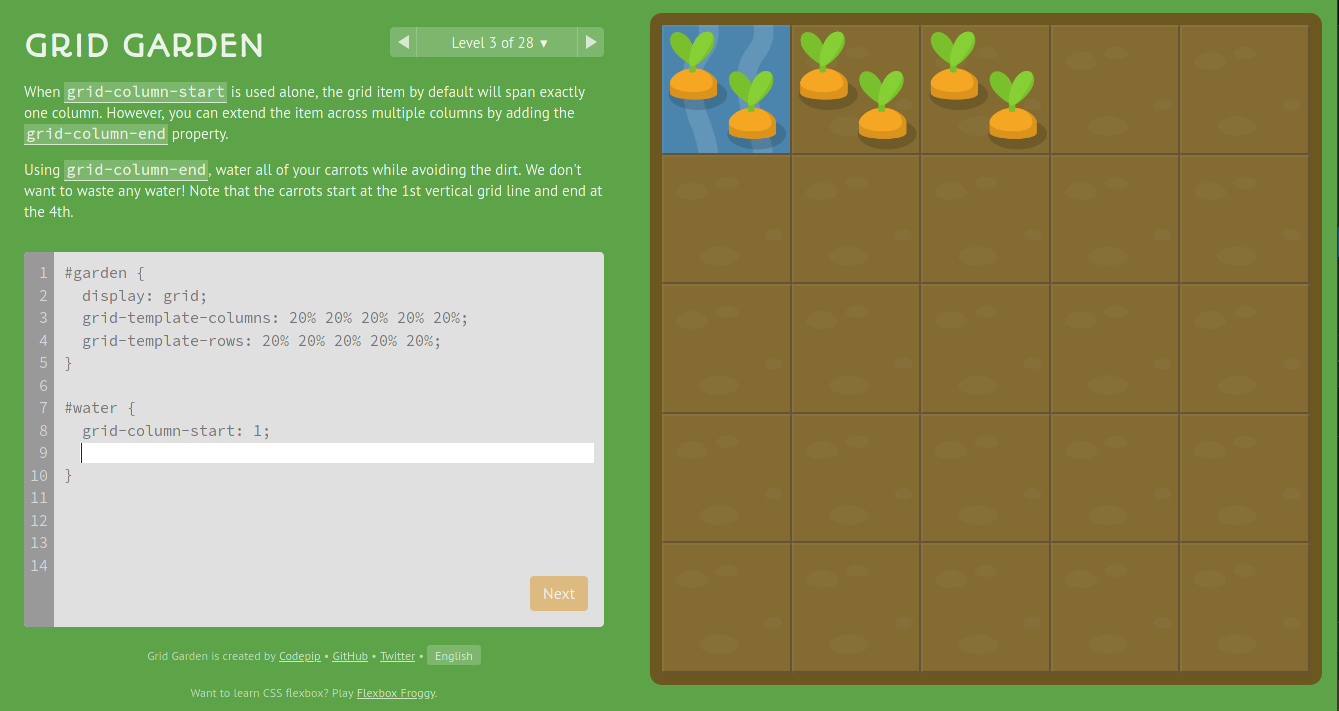 GRID GARDEN
◀ Level 3 of 28 ▼ ▶
When grid-column-start is used alone, the grid item by default will span exactly
one column. However, you can extend the item across multiple columns by adding the
grid-column-end property.
Using grid-column-end, water all of your carrots while avoiding the dirt. We don't
want to waste any water! Note that the carrots start at the 1st vertical grid line and end at
the 4th.
1 #garden {
2   display: grid;
3   grid-template-columns: 20% 20% 20% 20% 20%;
4   grid-template-rows: 20% 20% 20% 20% 20%;
5 }
6
7 #water {
8   grid-column-start: 1;
9
10 }
11
12
13
14
Next
Grid Garden is created by Codepip • GitHub • Twitter • English
Want to learn CSS flexbox? Play Flexbox Froggy.